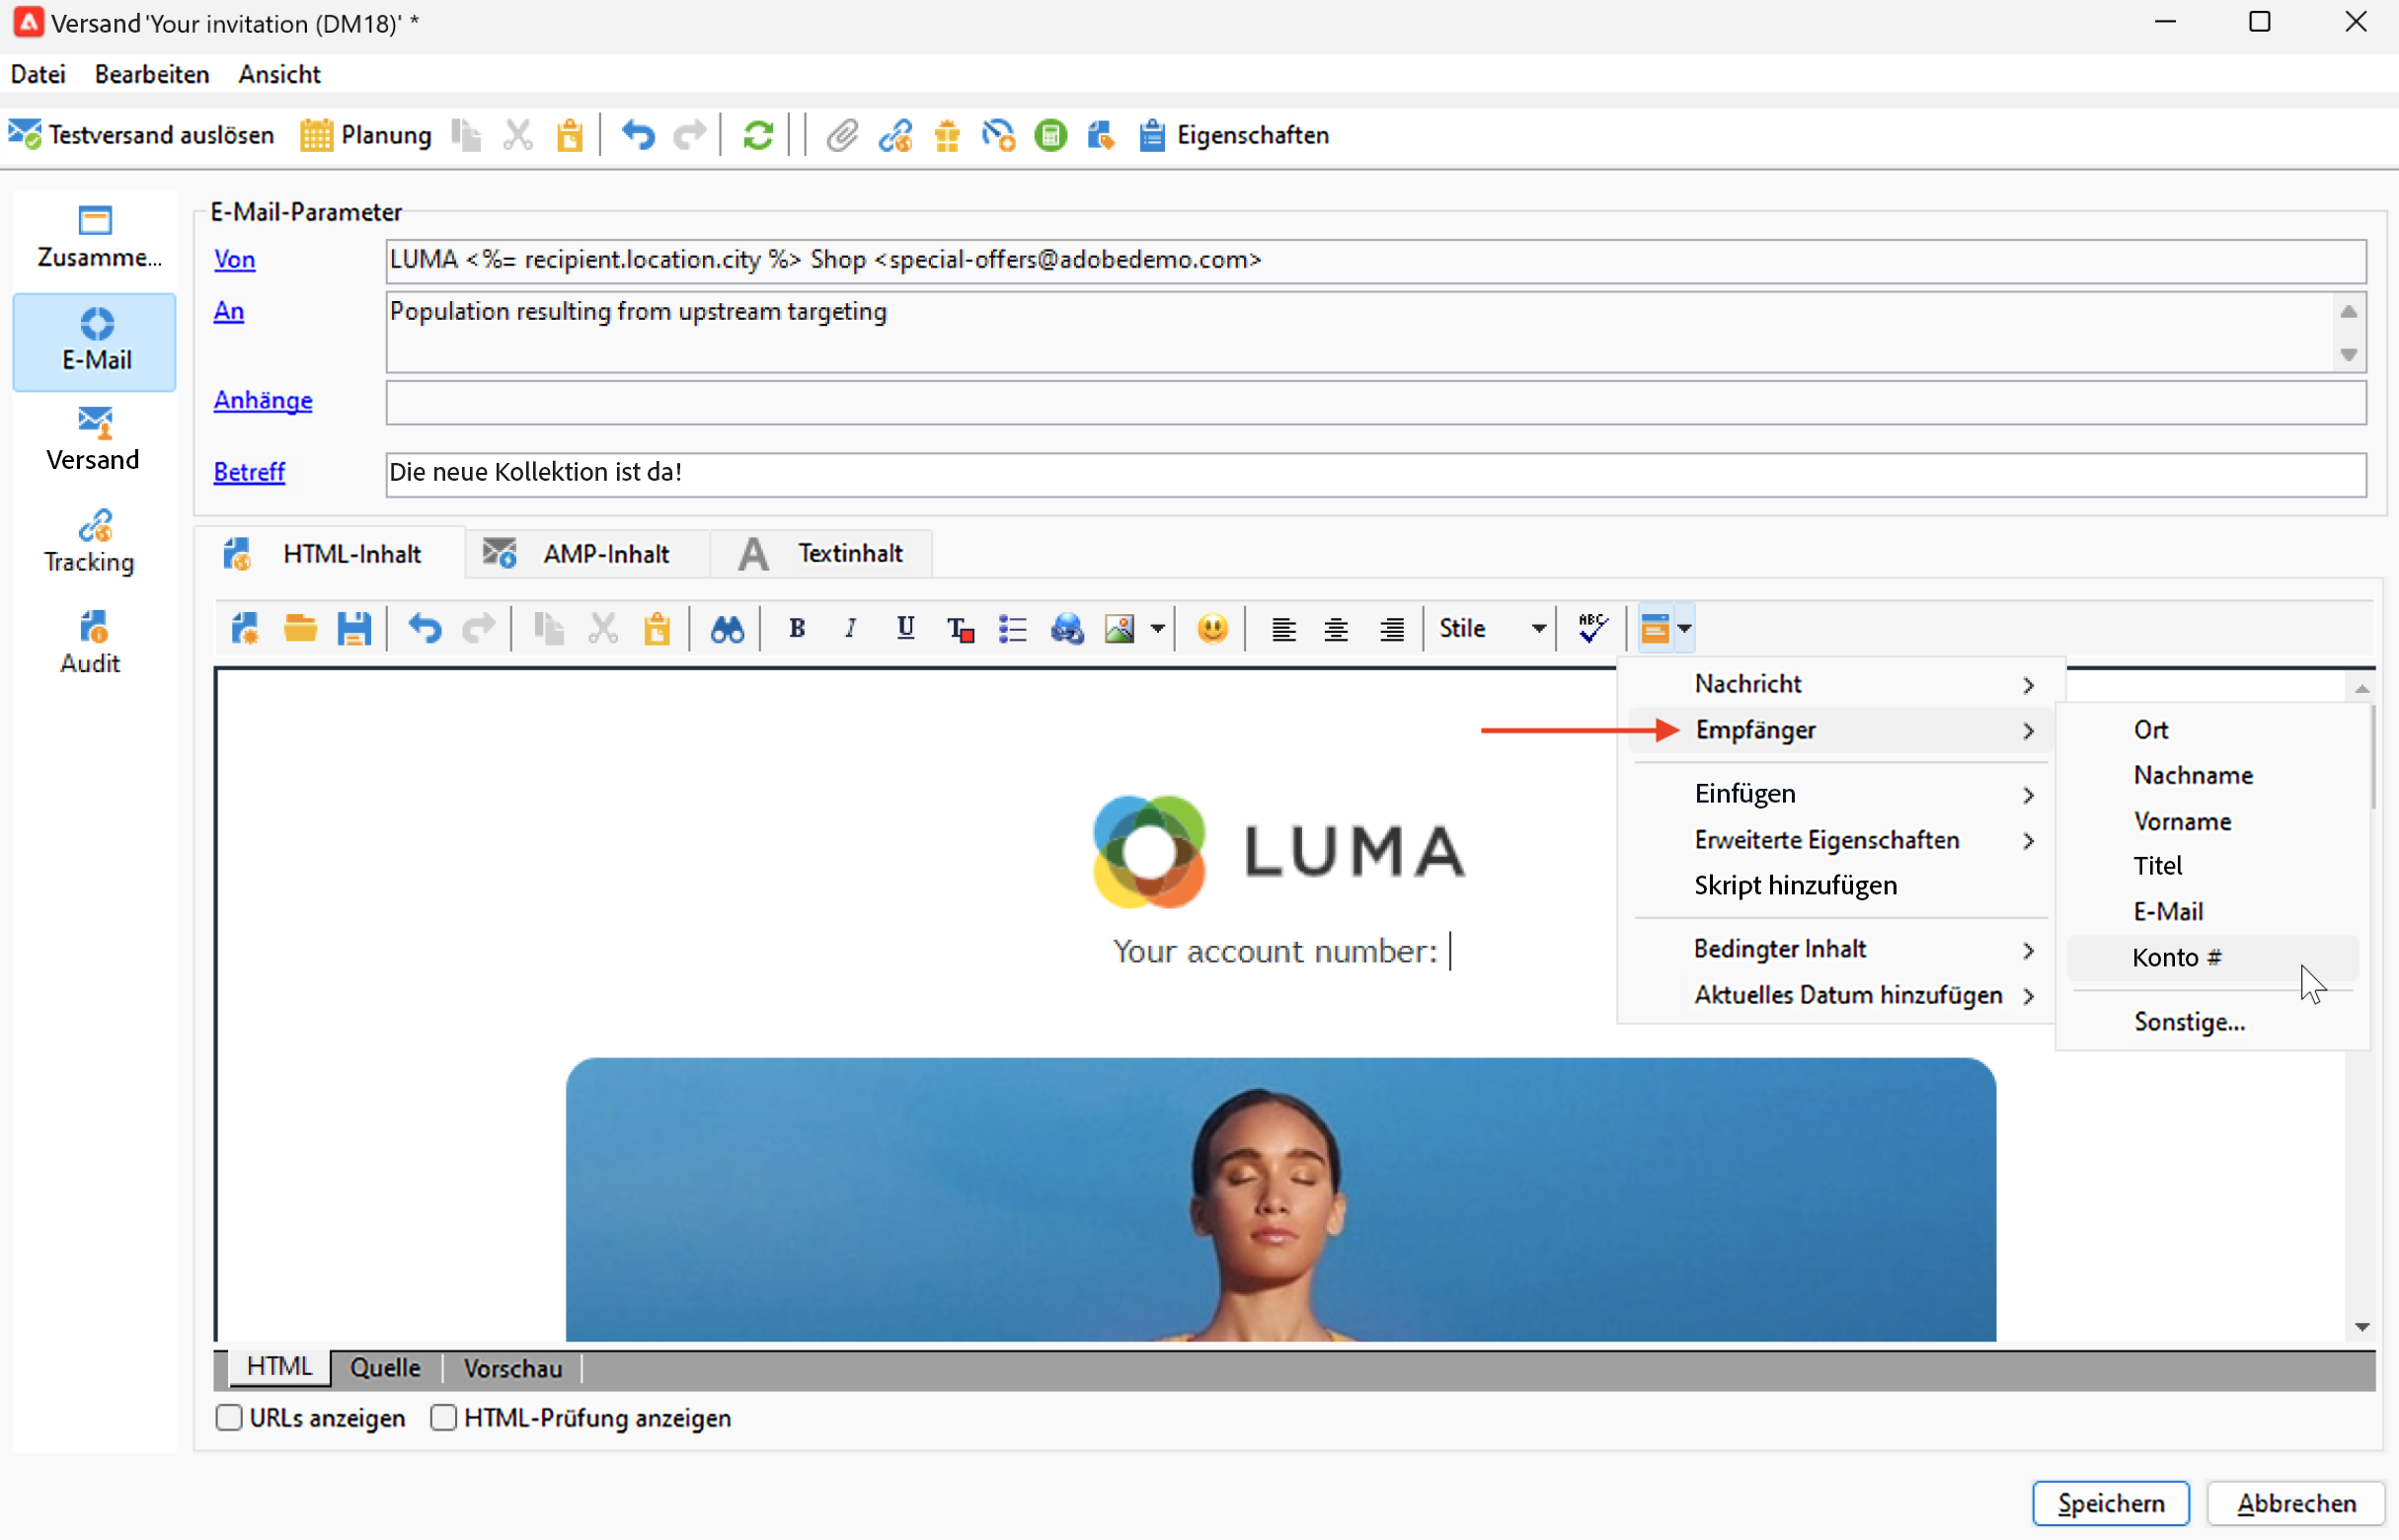 Versand 'Your invitation (DM18)' *
Datei Bearbeiten Ansicht
Testversand auslösen Planung Eigenschaften
Zusamme...
E-Mail
Versand
Tracking
Audit
E-Mail-Parameter
Von LUMA <%= recipient.location.city %> Shop <special-offers@adobedemo.com>
An Population resulting from upstream targeting
Anhänge
Betreff Die neue Kollektion ist da!
HTML-Inhalt AMP-Inhalt Textinhalt
B I U T Stile ABC
Nachricht
Empfänger
Einfügen
Erweiterte Eigenschaften
Skript hinzufügen
Bedingter Inhalt
Aktuelles Datum hinzufügen
Ort
Nachname
Vorname
Titel
E-Mail
Konto #
Sonstige...
LUMA
Your account number:
HTML Quelle Vorschau
URLs anzeigen HTML-Prüfung anzeigen
Speichern Abbrechen